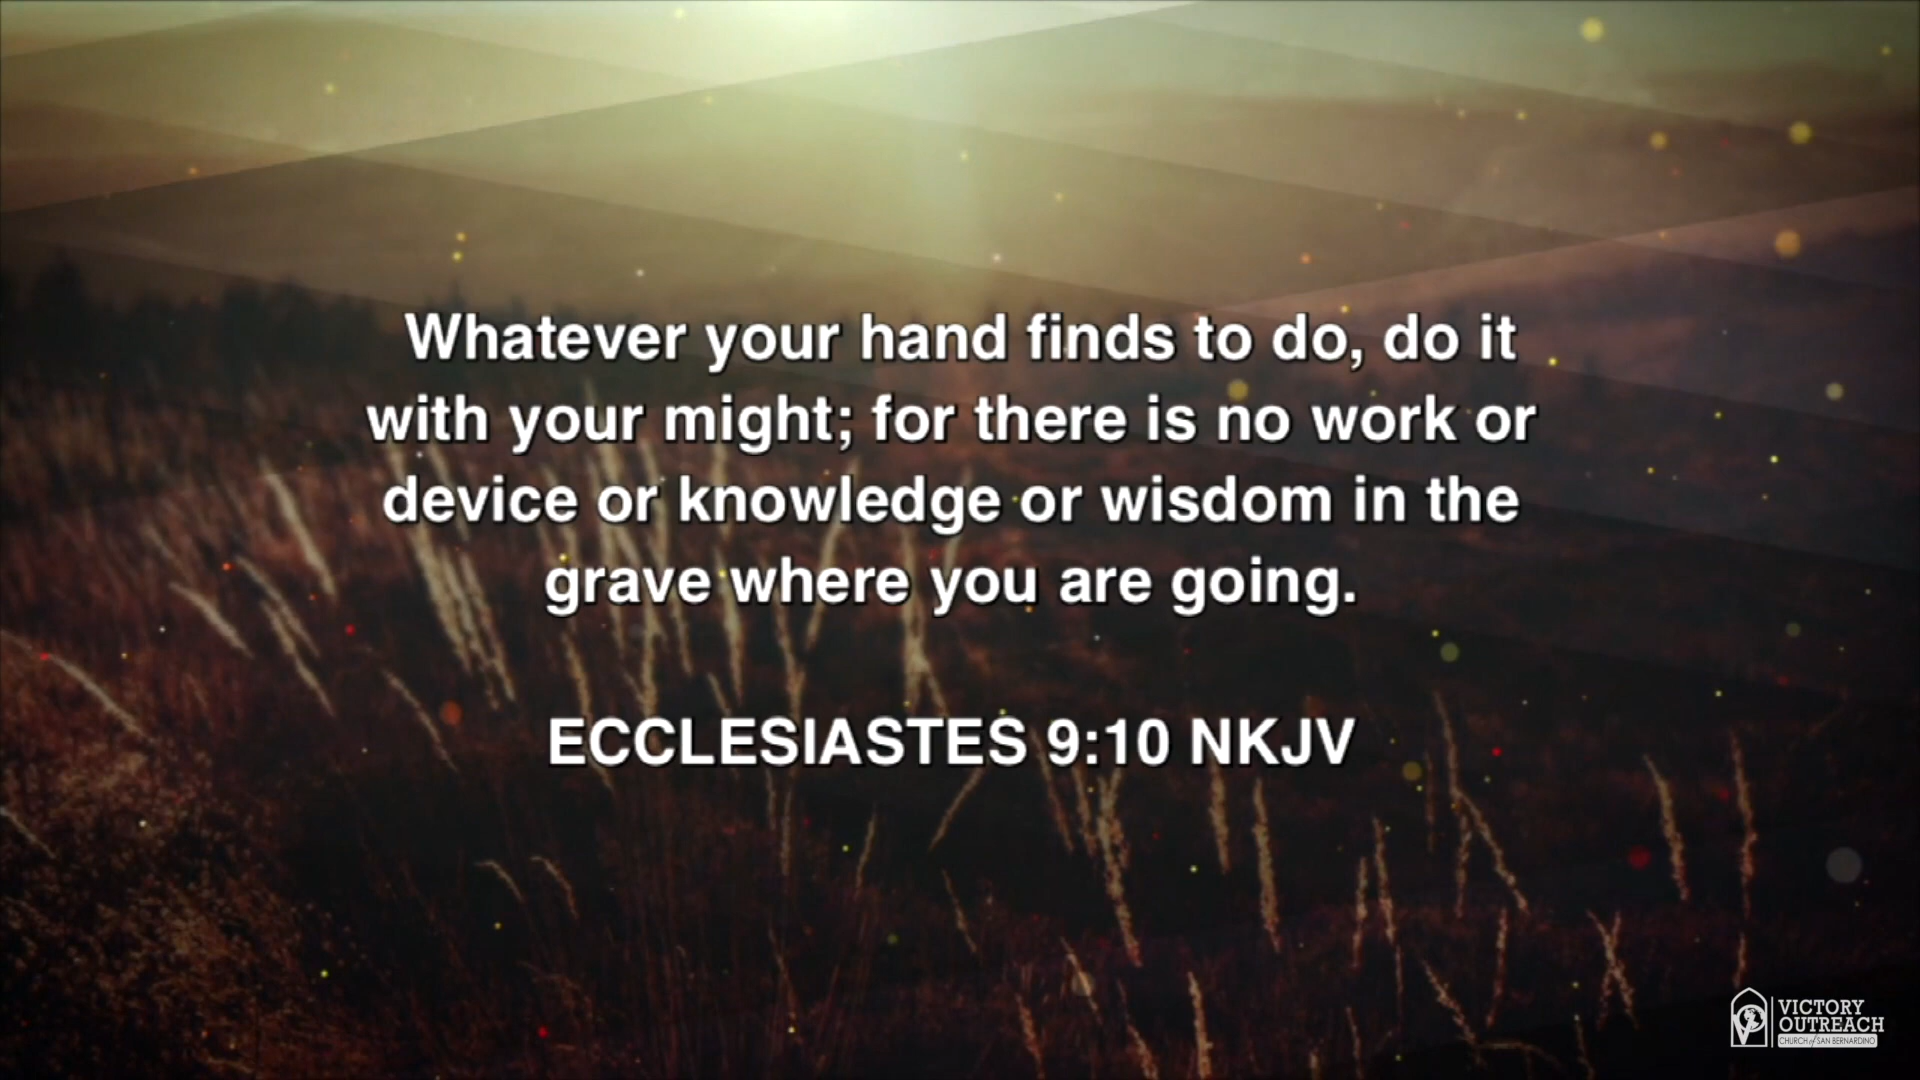 Whatever your hand finds to do, do it
with your might; for there is no work or
device or knowledge or wisdom in the
grave where you are going.
ECCLESIASTES 9:10 NKJV
VICTORY
OUTREACH
CHURCH of SAN BERNARDINO